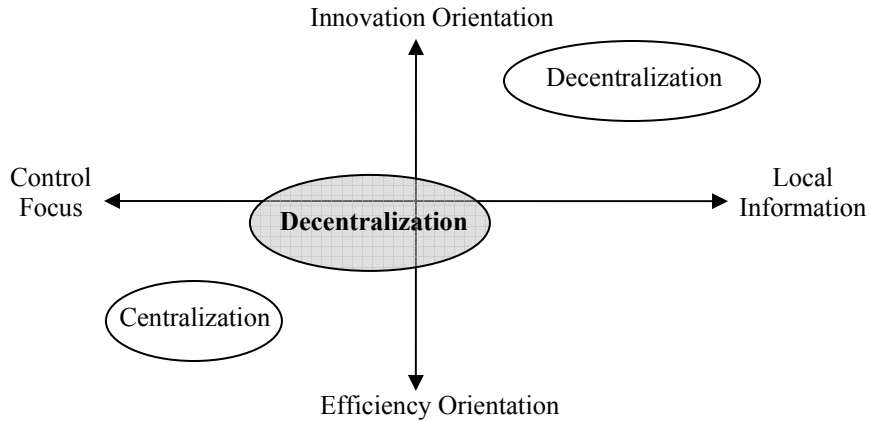 Innovation Orientation
Decentralization
Control
Focus
Local
Information
Decentralization
Centralization
Efficiency Orientation